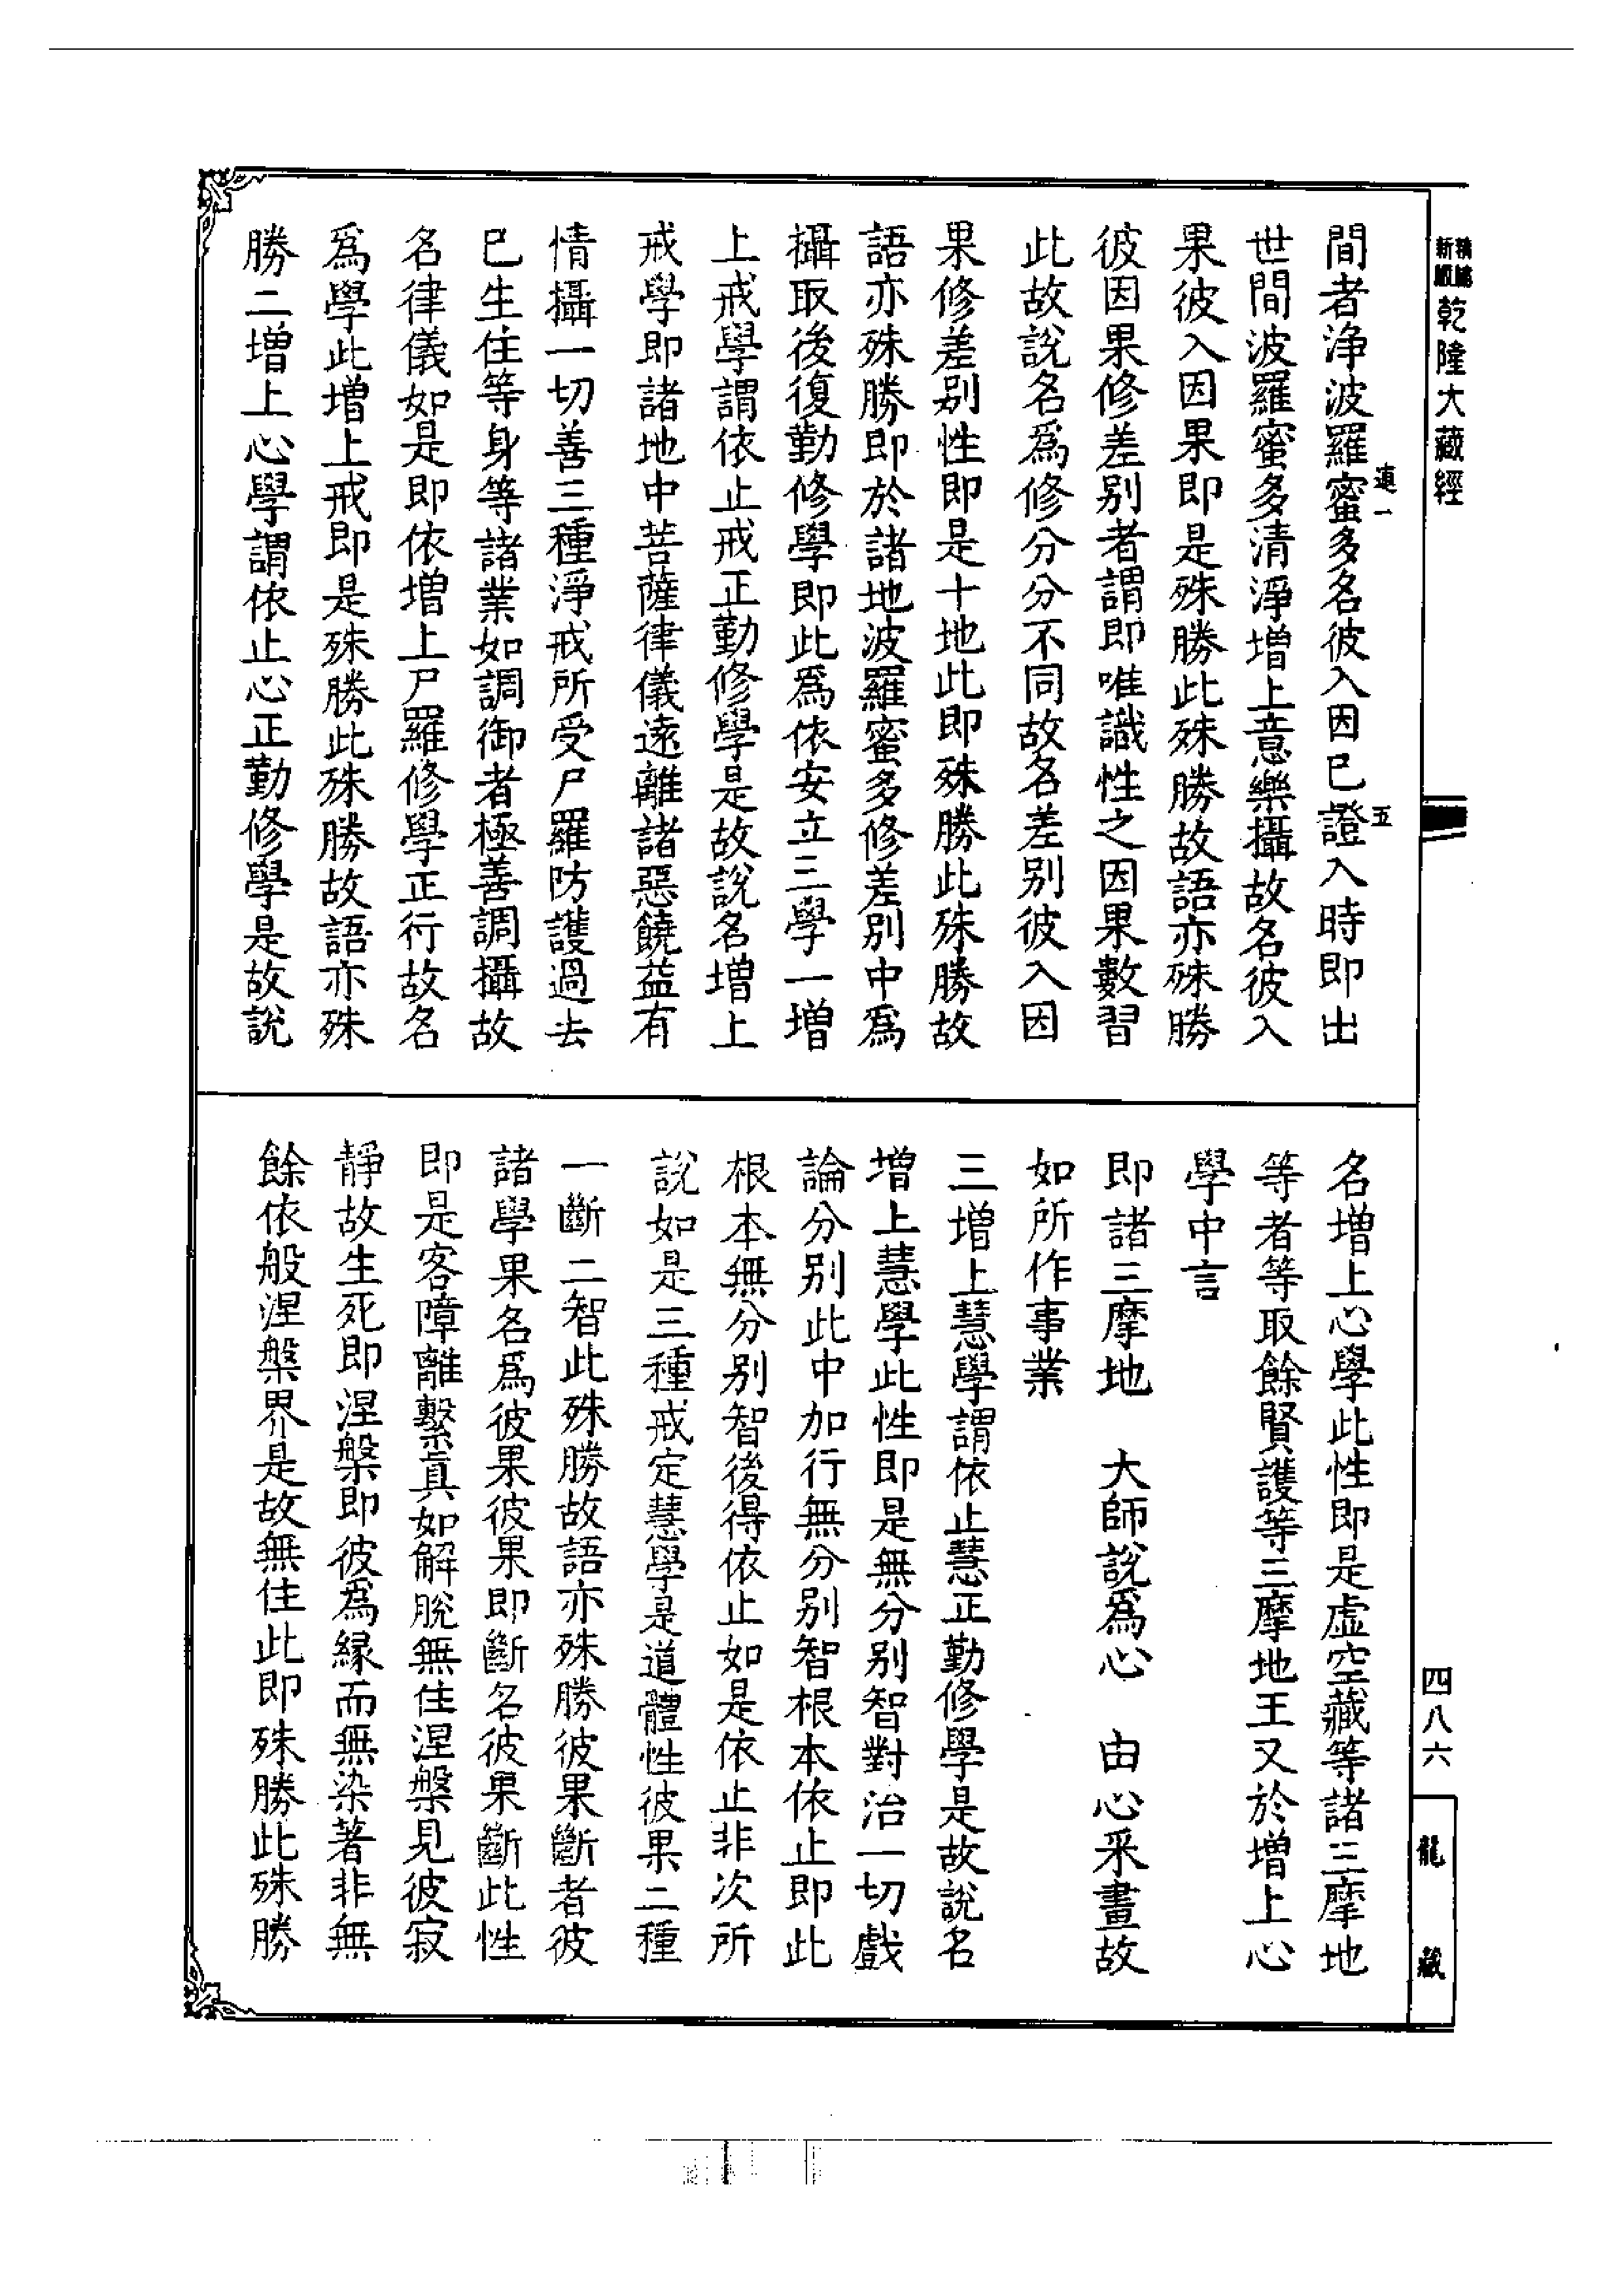 乾隆大藏經
五
四八六
龍藏
間者淨波羅蜜多名彼入因已證入時即出
世間波羅蜜多清淨增上意樂攝故名彼入
果彼入因果即是殊勝此殊勝故語亦殊勝
彼因果修差別者謂即唯識性之因果數習
此故說名爲修分分不同故名差別彼入因
果修差別性即是十地此即殊勝此殊勝故
語亦殊勝即於諸地波羅蜜多修差別中爲
攝取後復勤修學即此爲依安立三學一增
上戒學謂依止戒正勤修學是故說名增上
戒學即諸地中菩薩律儀遠離諸惡饒益有
情攝一切善三種淨戒所受尸羅防護過去
已生住等身等諸業如調御者極善調攝故
名律儀如是即依增上尸羅修學正行故名
爲學此增上戒即是殊勝此殊勝故語亦殊
勝二增上心學謂依止心正勤修學是故說
名增上心學此性即是虛空藏等諸三摩地
等者等取餘賢護等三摩地王又於增上心
學中言
即諸三摩地　大師說爲心　由心釆畫故
如所作事業
三增上慧學謂依止慧正勤修學是故說名
增上慧學此性即是無分別智對治一切戲
論分別此中加行無分別智根本依止即此
根本無分別智後得依止如是依止非次所
說如是三種戒定慧學是道體性彼果二種
一斷二智此殊勝故語亦殊勝彼果斷者彼
諸學果名爲彼果彼果即斷名彼果斷此性
即是客障離繫真如解脫無住涅槃見彼寂
靜故生死即涅槃即彼爲緣而無染著非無
餘依般涅槃界是故無住此即殊勝此殊勝